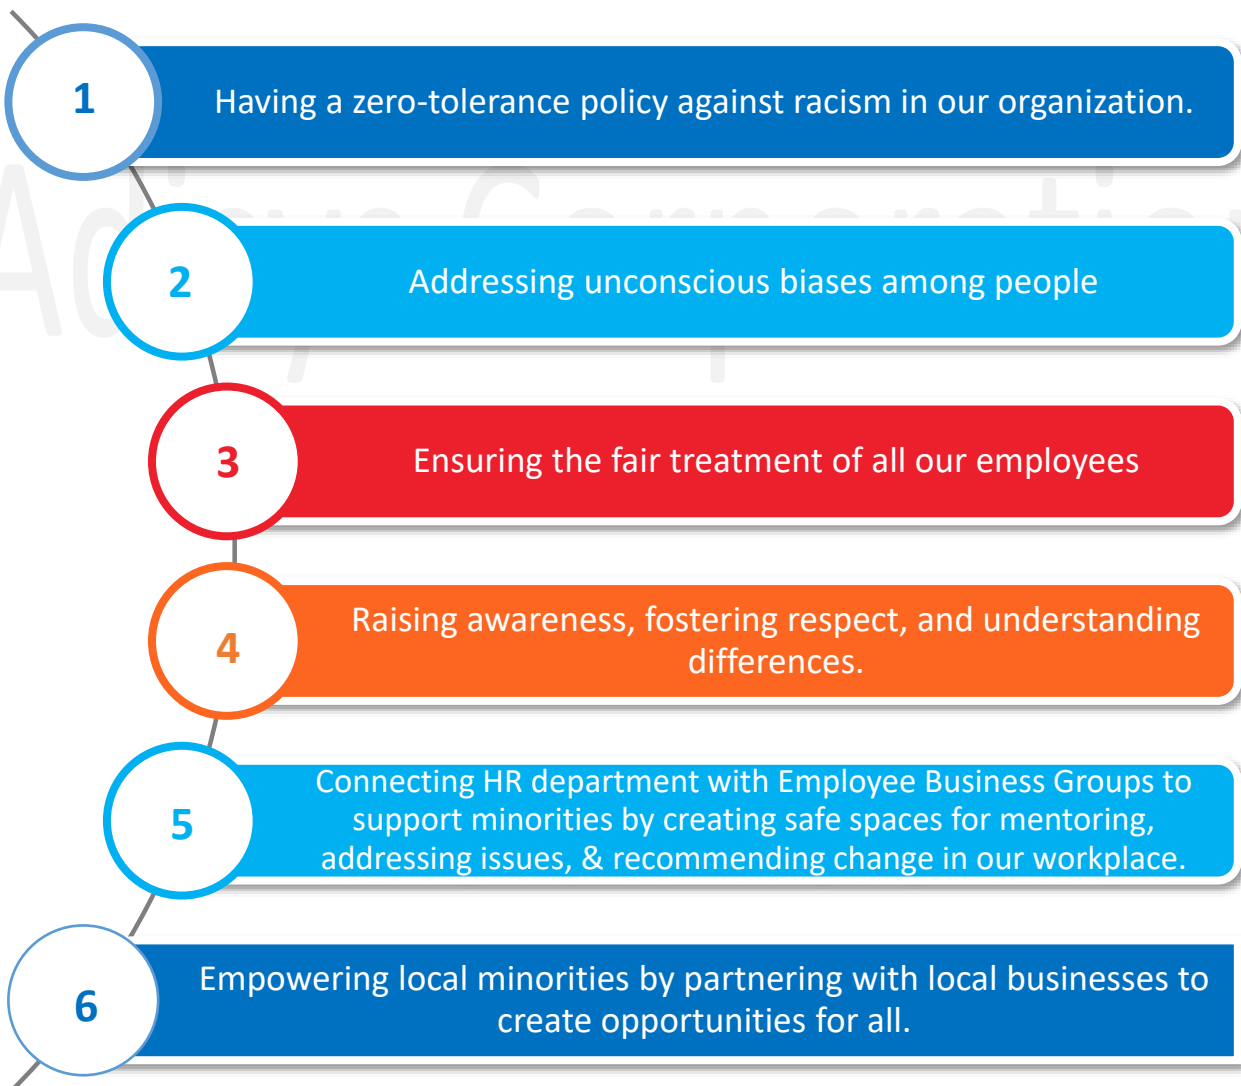 1
Having a zero-tolerance policy against racism in our organization.
2
Addressing unconscious biases among people
3
Ensuring the fair treatment of all our employees
4
Raising awareness, fostering respect, and understanding
differences.
5
Connecting HR department with Employee Business Groups to
support minorities by creating safe spaces for mentoring,
addressing issues, & recommending change in our workplace.
6
Empowering local minorities by partnering with local businesses to
create opportunities for all.